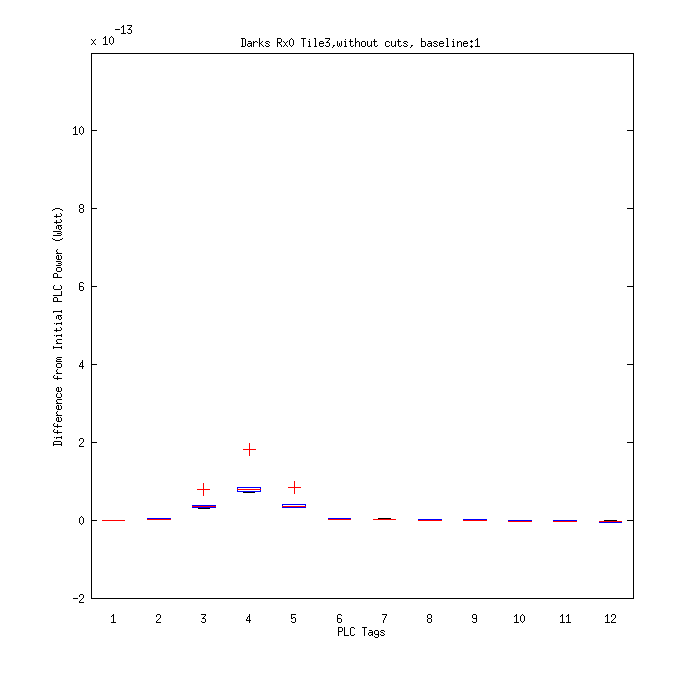 x 10-13
Darks Rx0 Tile3,without cuts, baseline:1
10
8
6
4
2
0
-2
Difference from Initial PLC Power (Watt)
1 2 3 4 5 6 7 8 9 10 11 12
PLC Tags